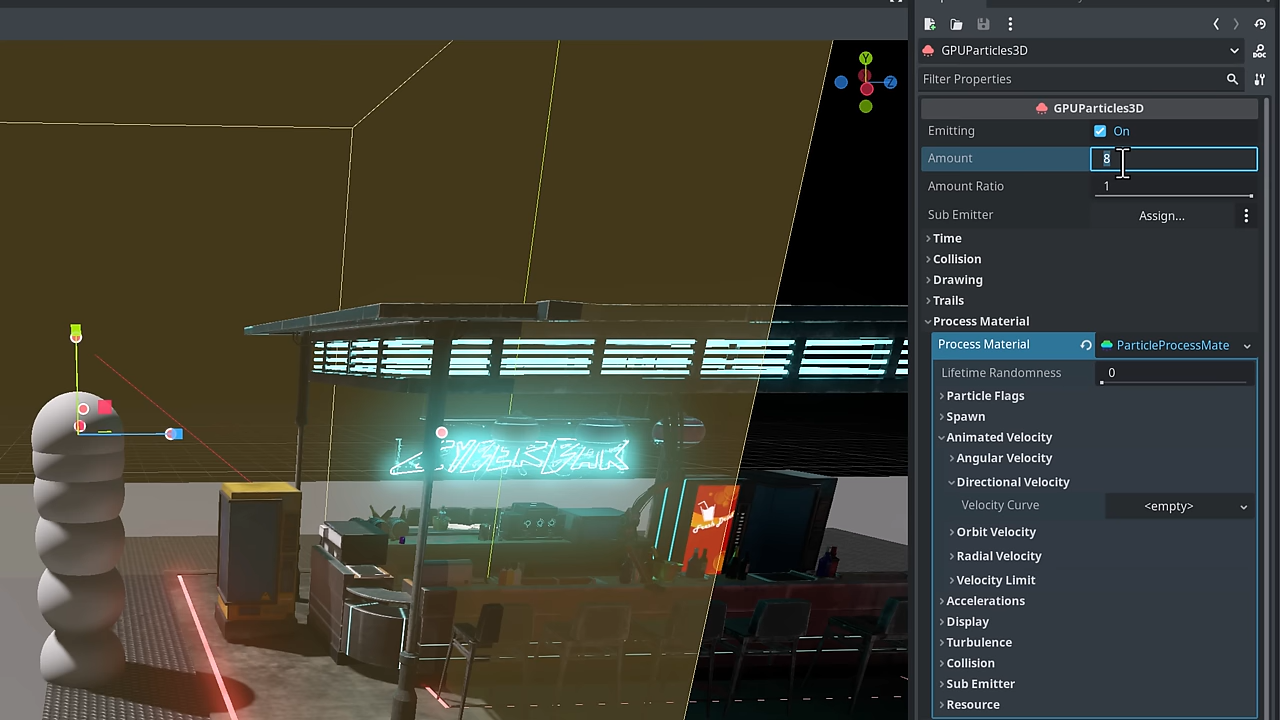 GPUParticles3D
Filter Properties
GPUParticles3D
Emitting On
Amount 8
Amount Ratio 1
Sub Emitter Assign...
Time
Collision
Drawing
Trails
Process Material
Process Material ParticleProcessMate
Lifetime Randomness 0
Particle Flags
Spawn
Animated Velocity
Angular Velocity
Directional Velocity
Velocity Curve <empty>
Orbit Velocity
Radial Velocity
Velocity Limit
Accelerations
Display
Turbulence
Collision
Sub Emitter
Resource
Y
Z